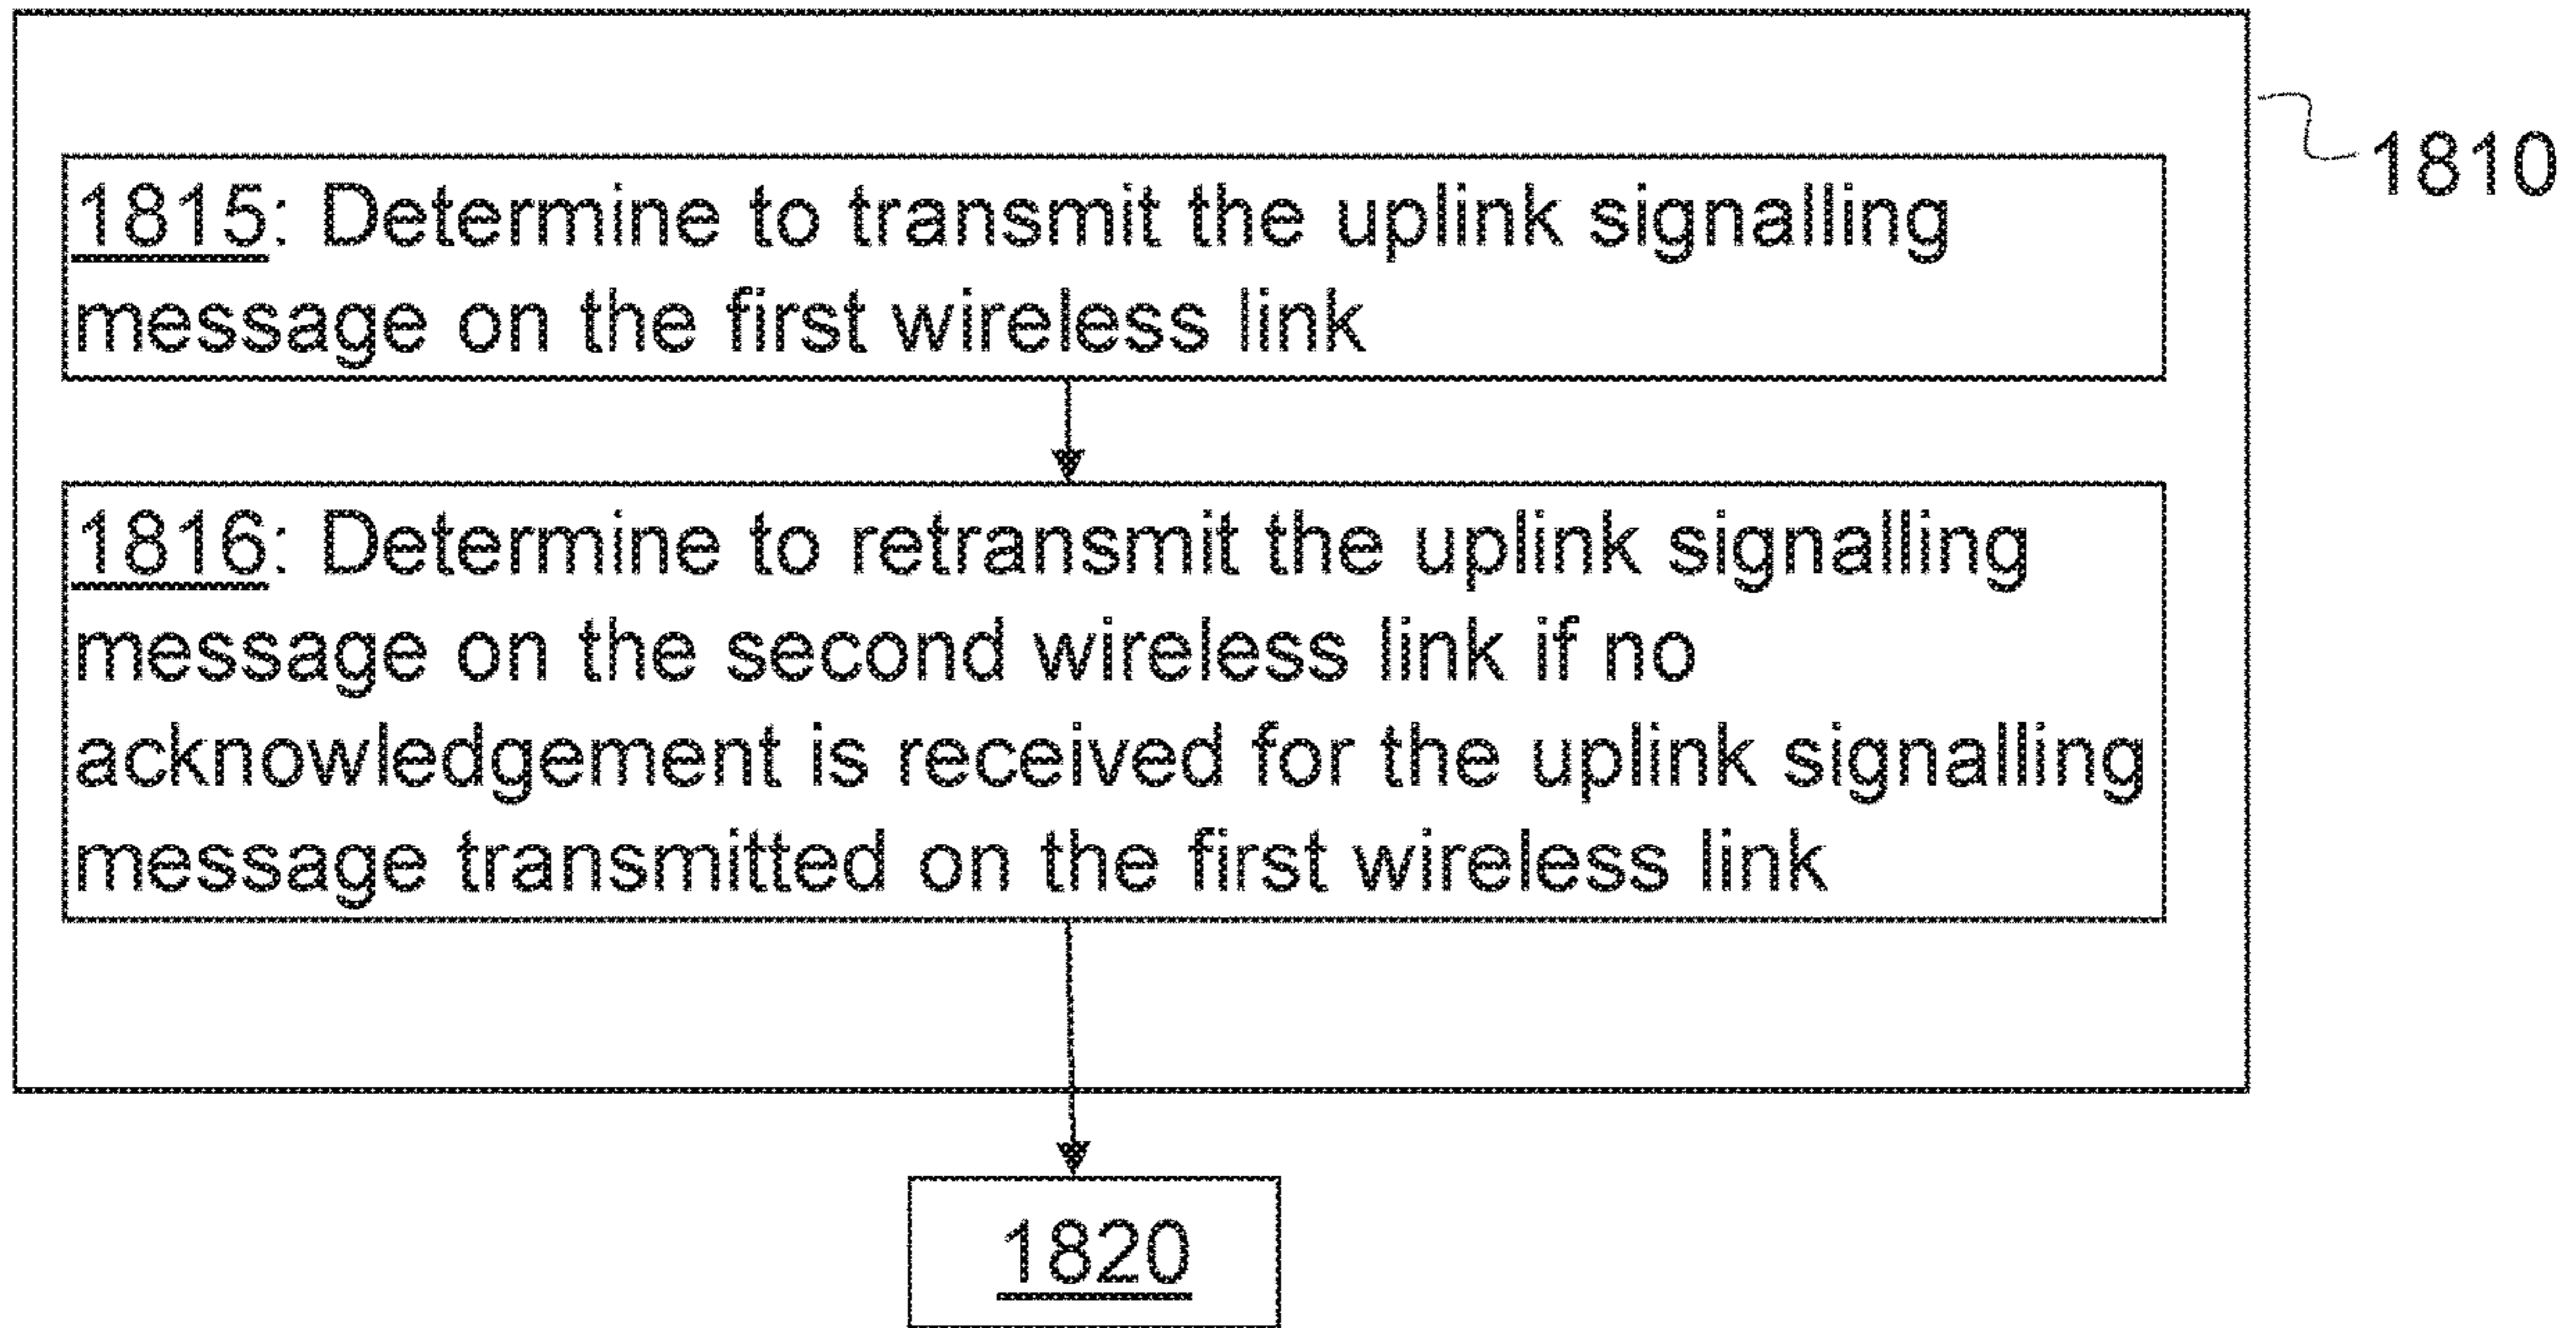 1810
1815: Determine to transmit the uplink signalling
message on the first wireless link
1816: Determine to retransmit the uplink signalling
message on the second wireless link if no
acknowledgement is received for the uplink signalling
message transmitted on the first wireless link
1820